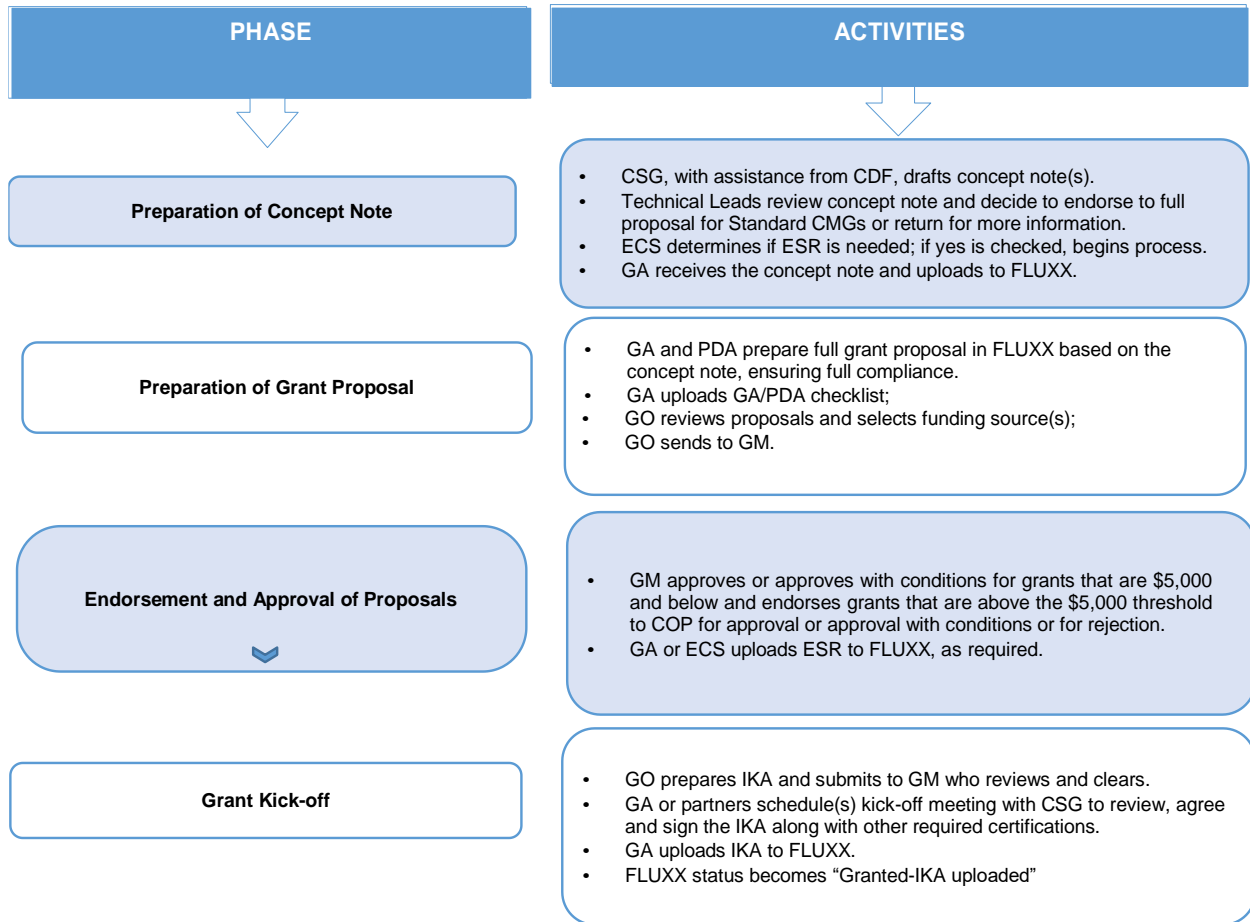 PHASE
ACTIVITIES
Preparation of Concept Note
• CSG, with assistance from CDF, drafts concept note(s).
• Technical Leads review concept note and decide to endorse to full
proposal for Standard CMGs or return for more information.
• ECS determines if ESR is needed; if yes is checked, begins process.
• GA receives the concept note and uploads to FLUXX.
Preparation of Grant Proposal
• GA and PDA prepare full grant proposal in FLUXX based on the
concept note, ensuring full compliance.
• GA uploads GA/PDA checklist;
• GO reviews proposals and selects funding source(s);
• GO sends to GM.
Endorsement and Approval of Proposals
• GM approves or approves with conditions for grants that are $5,000
and below and endorses grants that are above the $5,000 threshold
to COP for approval or approval with conditions or for rejection.
• GA or ECS uploads ESR to FLUXX, as required.
Grant Kick-off
• GO prepares IKA and submits to GM who reviews and clears.
• GA or partners schedule(s) kick-off meeting with CSG to review, agree
and sign the IKA along with other required certifications.
• GA uploads IKA to FLUXX.
• FLUXX status becomes “Granted-IKA uploaded”